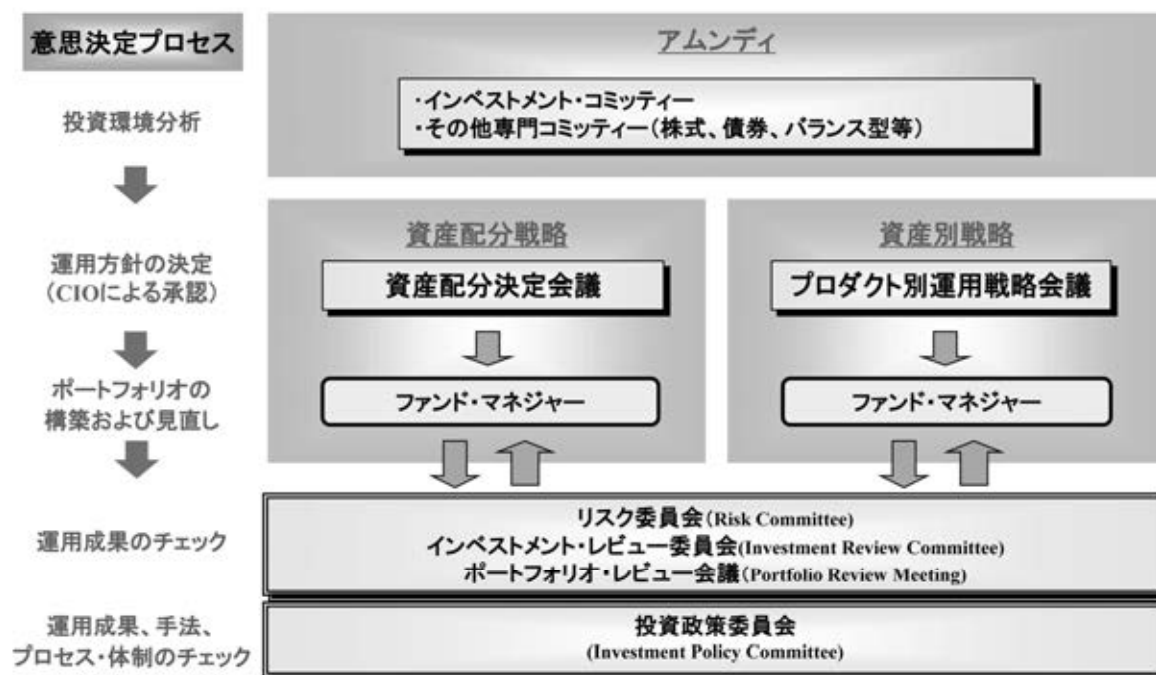 意思決定プロセス
アムンディ
投資環境分析
・インベストメント・コミッティー
・その他専門コミッティー(株式、債券、バランス型等)
運用方針の決定
(CIOによる承認)
資産配分戦略
資産配分決定会議
資産別戦略
プロダクト別運用戦略会議
ポートフォリオの
構築および見直し
ファンド・マネジャー
ファンド・マネジャー
運用成果のチェック
リスク委員会(Risk Committee)
インベストメント・レビュー委員会(Investment Review Committee)
ポートフォリオ・レビュー会議(Portfolio Review Meeting)
運用成果、手法、
プロセス・体制のチェック
投資政策委員会
(Investment Policy Committee)